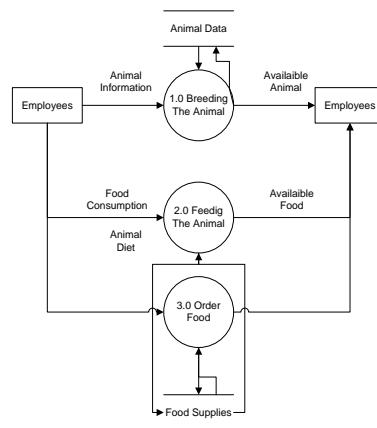 Animal Data
Animal
Information
Availaible
Animal
Employees
1.0 Breeding
The Animal
Employees
Food
Consumption
2.0 Feedig
The Animal
Availaible
Food
Animal
Diet
3.0 Order
Food
Food Supplies